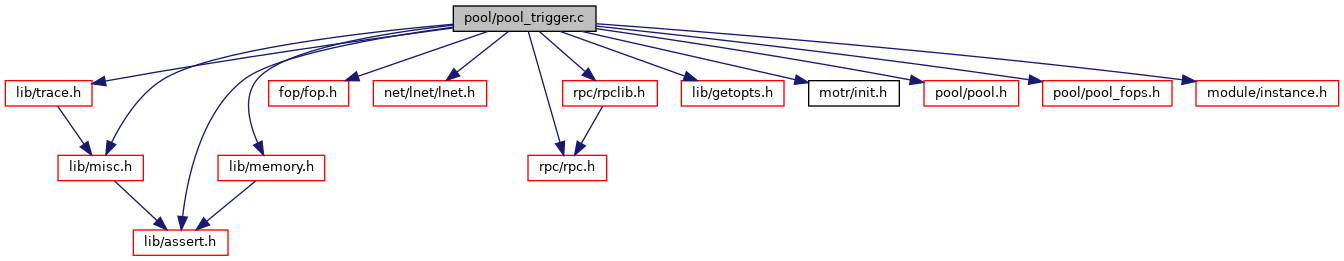 pool/pool_trigger.c
lib/trace.h
fop/fop.h
net/lnet/lnet.h
rpc/rpclib.h
lib/getopts.h
motr/init.h
pool/pool.h
pool/pool_fops.h
module/instance.h
lib/misc.h
lib/memory.h
rpc/rpc.h
lib/assert.h